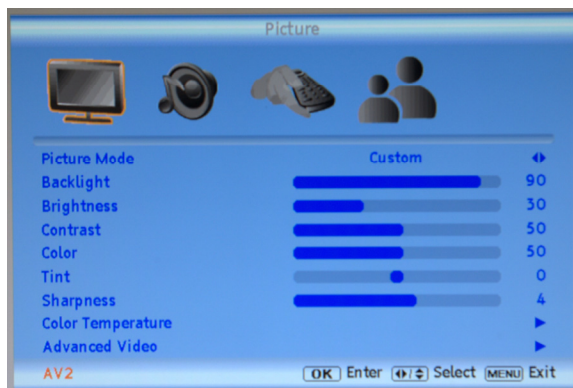 Picture
Picture Mode Custom
Backlight 90
Brightness 30
Contrast 50
Color 50
Tint 0
Sharpness 4
Color Temperature
Advanced Video
AV2 OK Enter Select MENU Exit